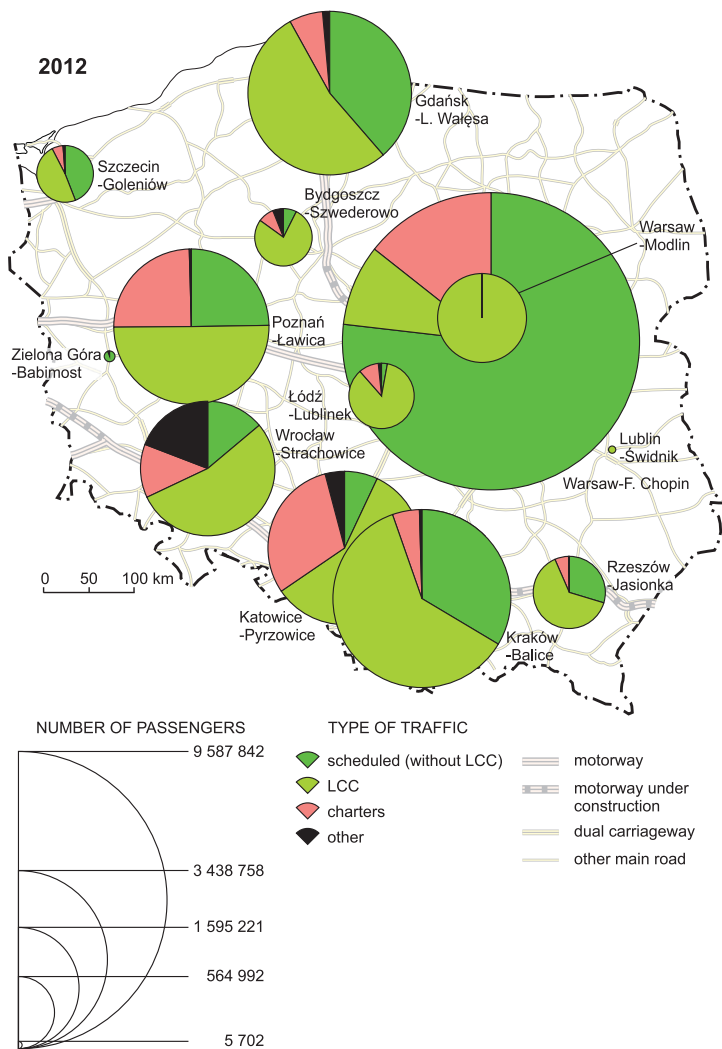 2012
Gdańsk
-L. Wałęsa
Szczecin
-Goleniów
Bydgoszcz
-Szwederowo
Warsaw
-Modlin
Poznań
-Ławica
Zielona Góra
-Babimost
Łódź
-Lublinek
Wrocław
-Strachowice
Lublin
-Świdnik
Warsaw-F. Chopin
0 50 100 km
Katowice
-Pyrzowice
Rzeszów
-Jasionka
Kraków
-Balice
NUMBER OF PASSENGERS
9 587 842
3 438 758
1 595 221
564 992
5 702
TYPE OF TRAFFIC
scheduled (without LCC)
LCC
charters
other
motorway
motorway under
construction
dual carriageway
other main road